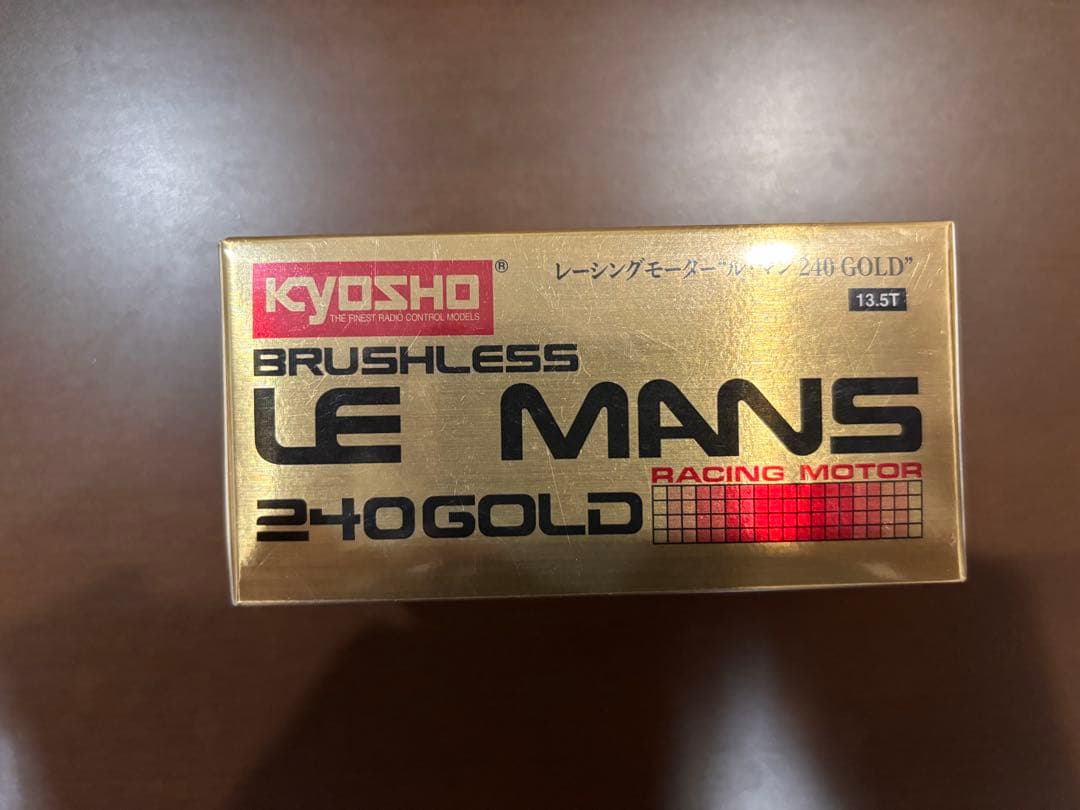 KYOSHO ®
THE FINEST RADIO CONTROL MODELS
レーシングモーター“ル・マン 240 GOLD”
13.5T
BRUSHLESS
LE MANS
RACING MOTOR
240GOLD